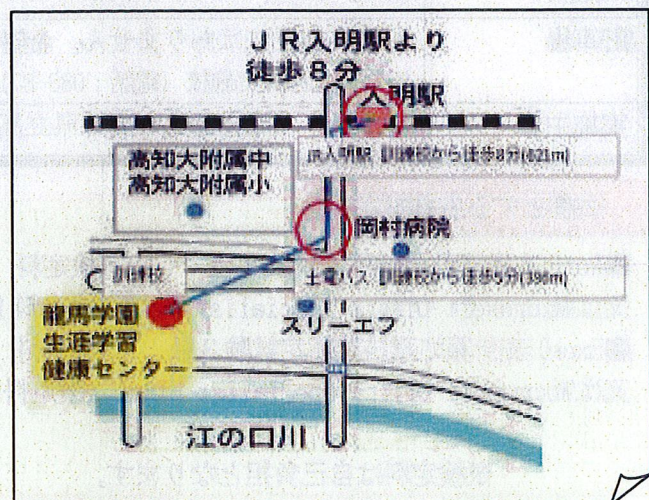 JR入明駅より
徒歩8分
入明駅
JR入明駅 訓練校から徒歩8分(621m)
高知大附属中
高知大附属小
岡村病院
訓練校
土電バス 訓練校から徒歩5分(398m)
龍馬学園
生涯学習
健康センター
スリーエフ
江の口川